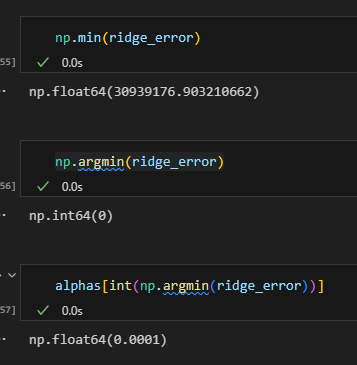 np.min(ridge_error)
55]
0.0s
np.float64(30939176.903210662)
np.argmin(ridge_error)
56]
0.0s
np.int64(0)
alphas[int(np.argmin(ridge_error))]
57]
0.0s
np.float64(0.0001)